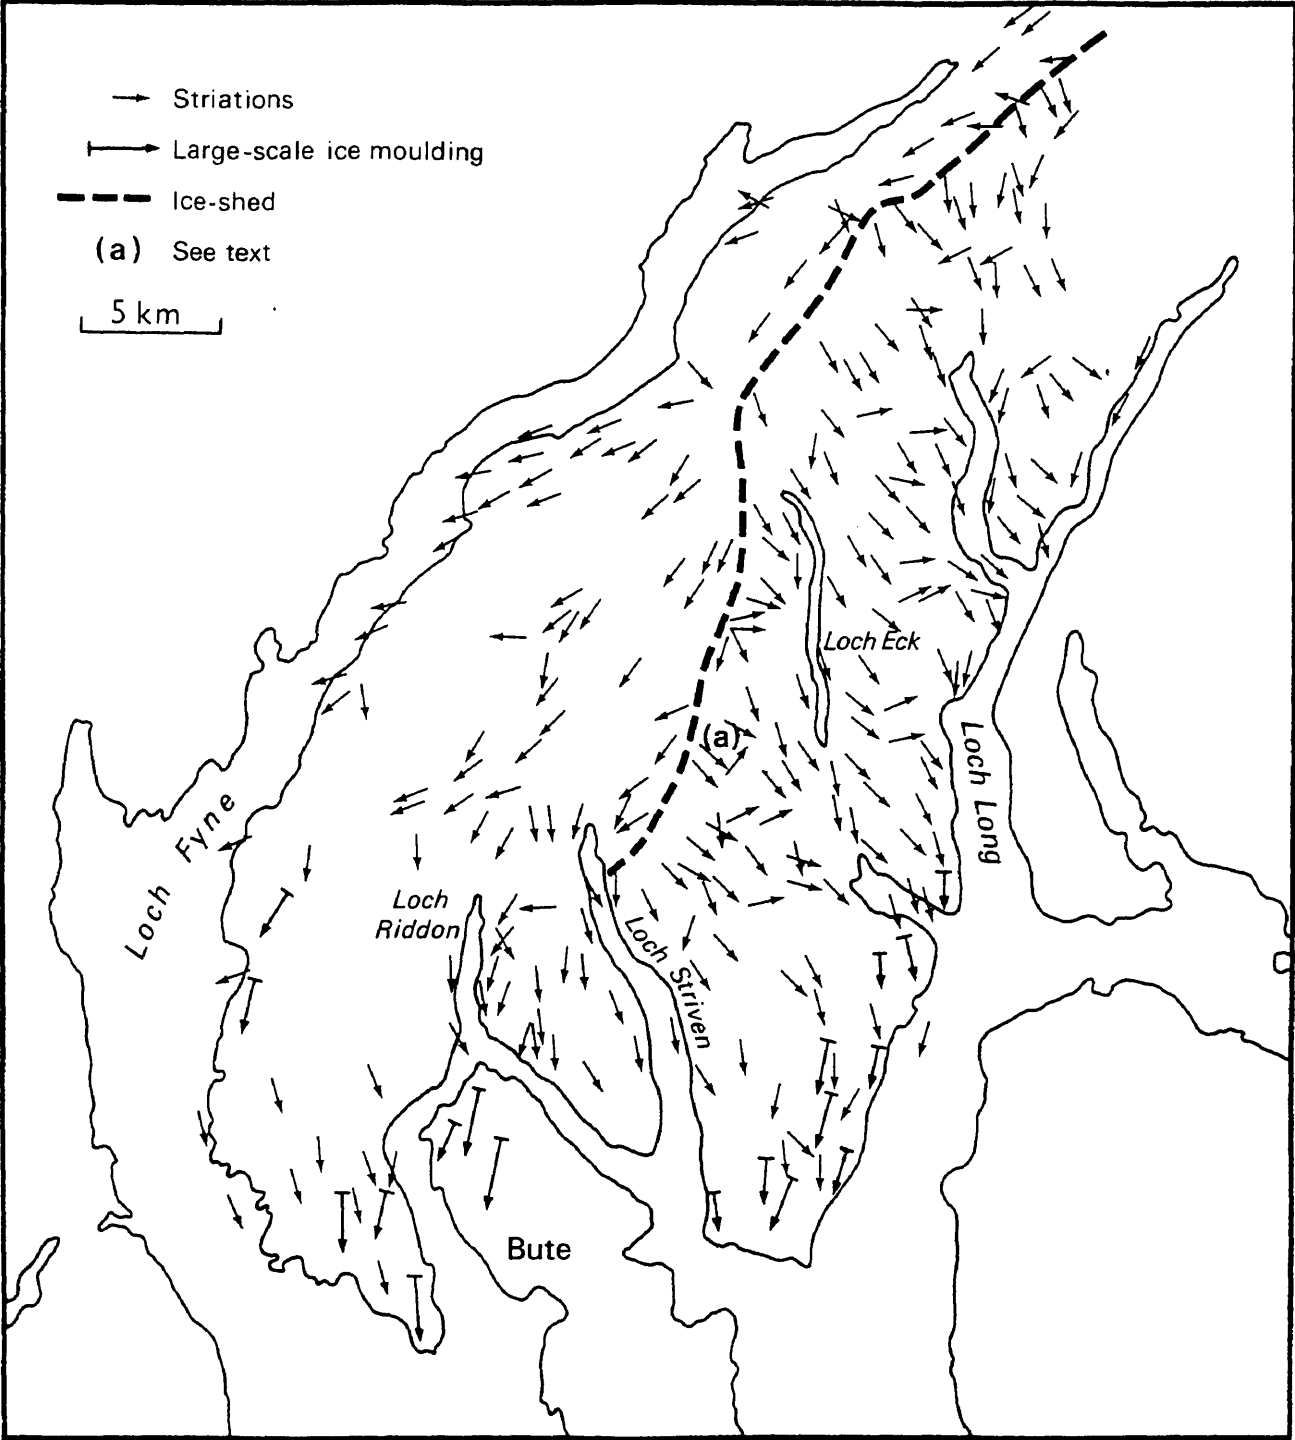 Striations
Large-scale ice moulding
Ice-shed
(a) See text
5 km
Loch Eck
(a)
Loch Long
Loch Fyne
Loch
Riddon
Loch Striven
Bute